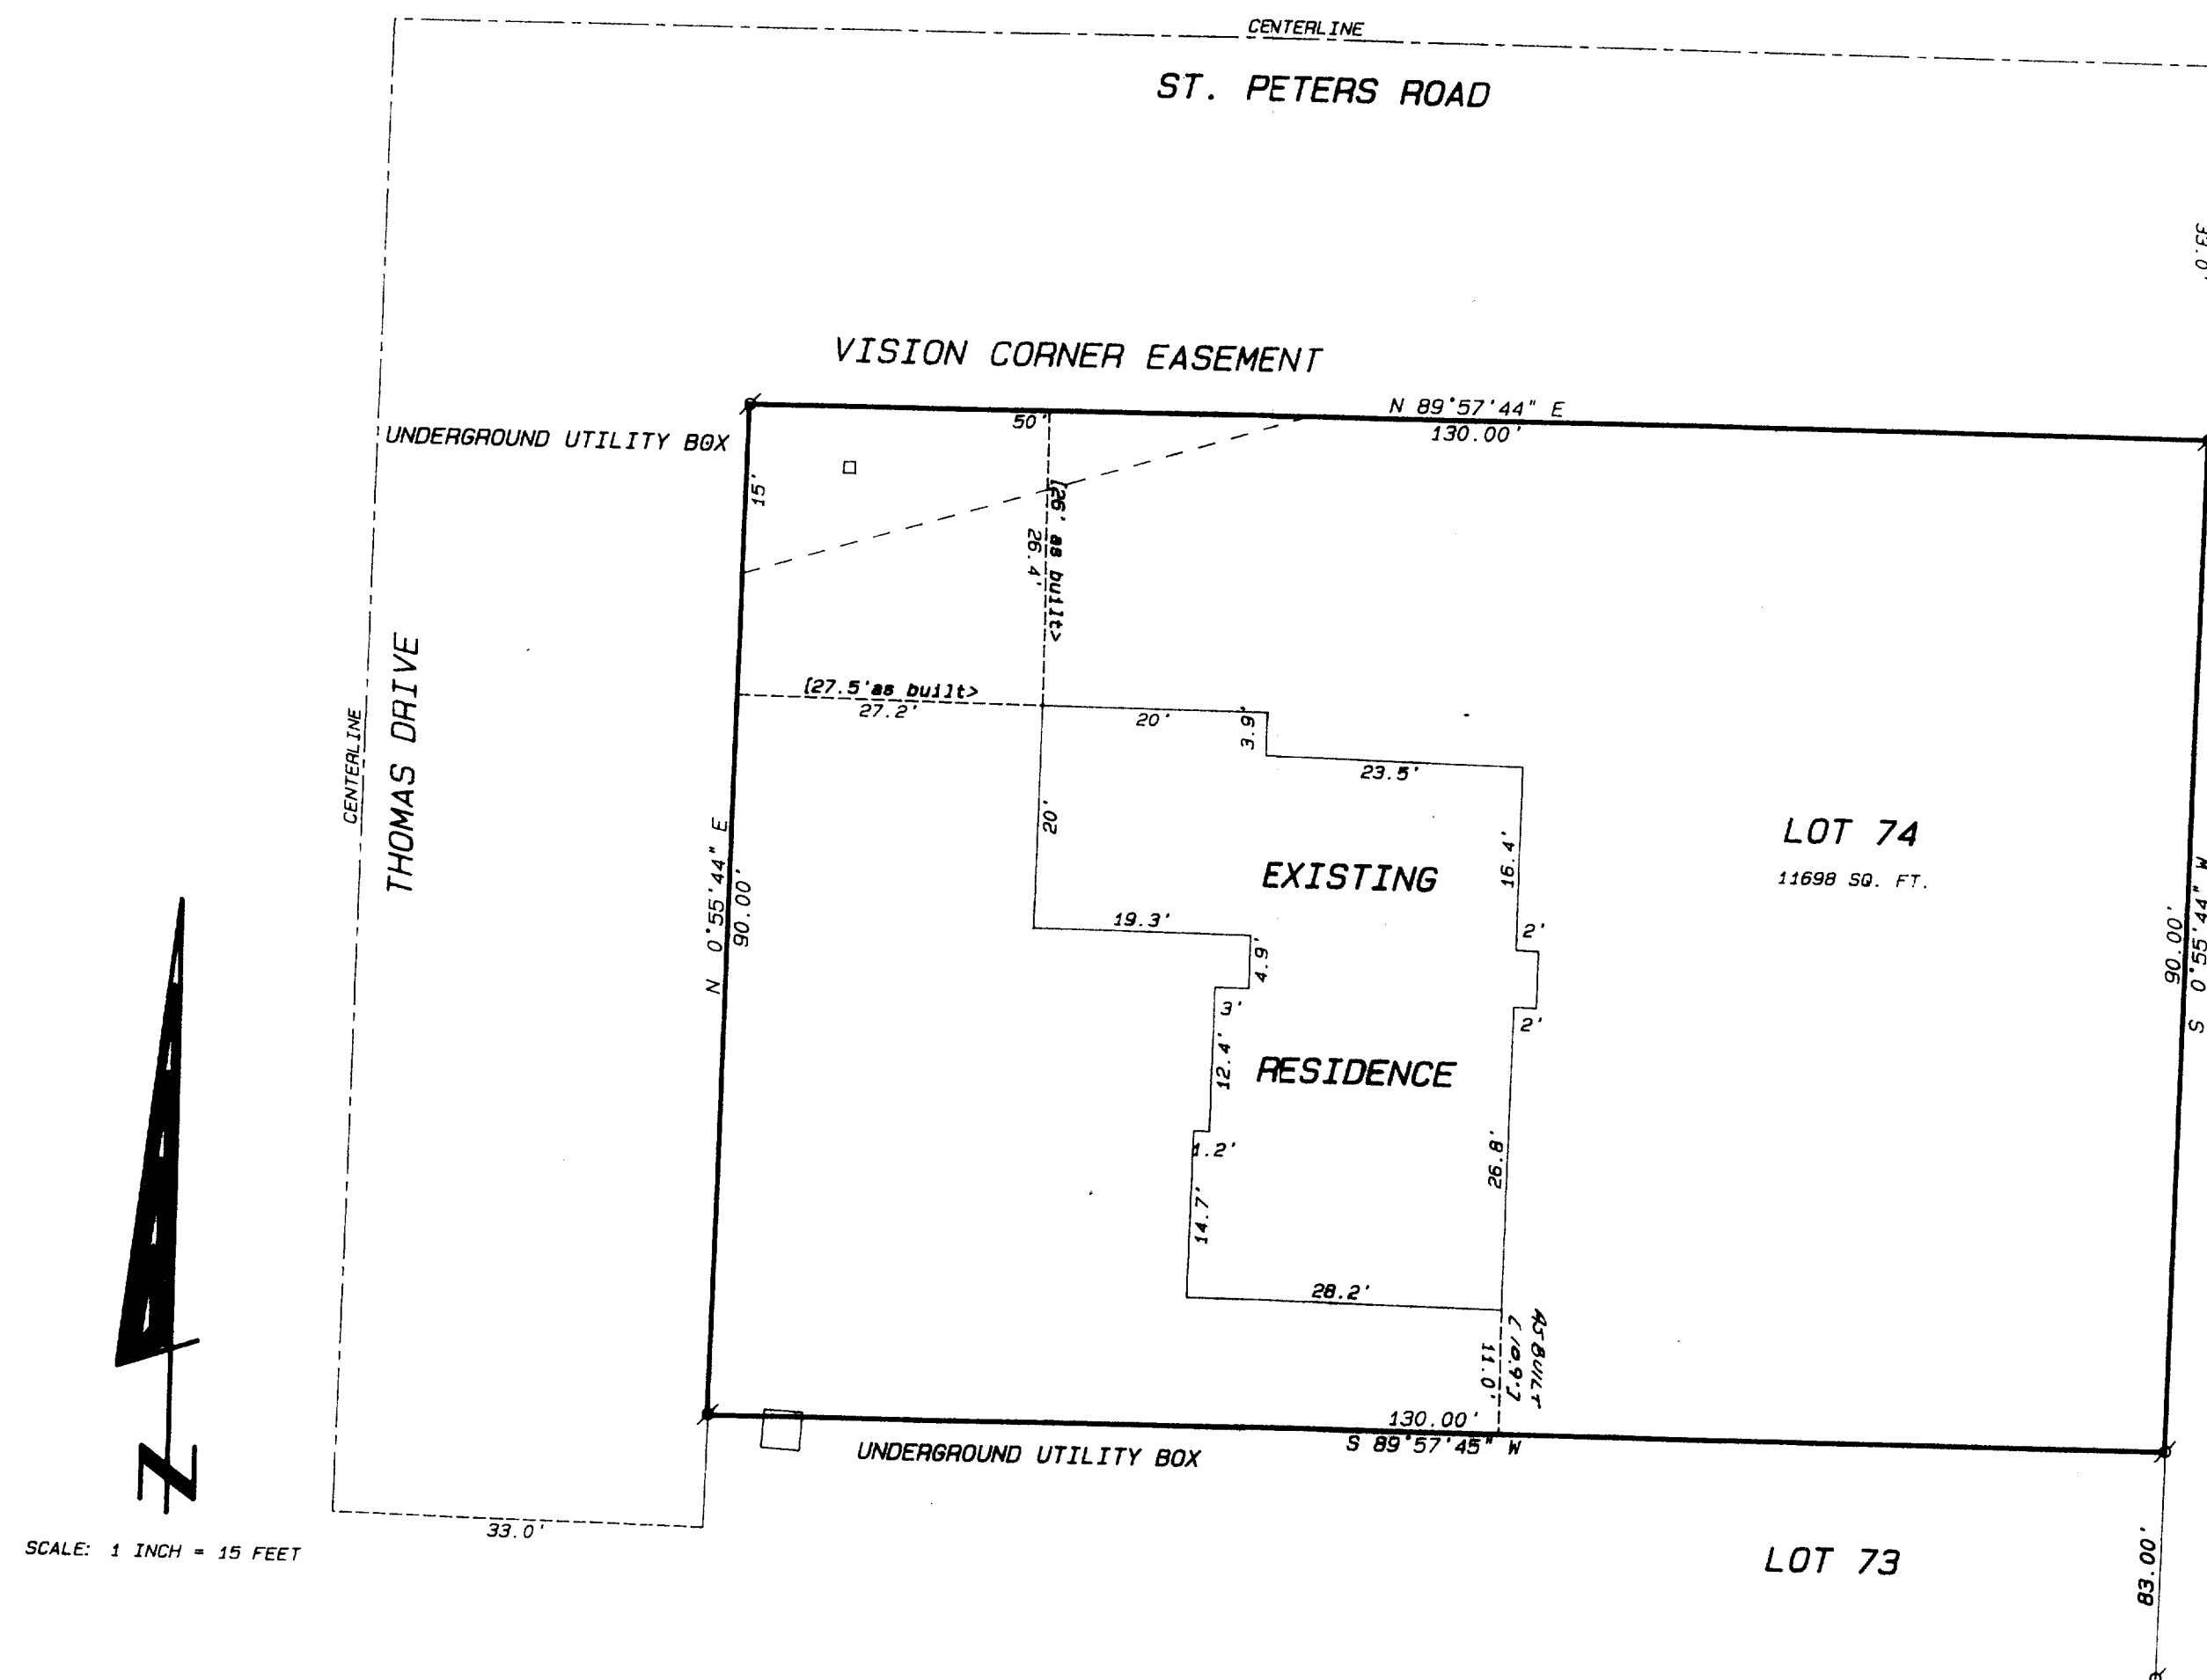 CENTERLINE
ST. PETERS ROAD
33.0'
VISION CORNER EASEMENT
N 89°57'44" E
130.00'
50'
UNDERGROUND UTILITY BOX
15'
[26' as built>
26.4'
[27.5'as built>
27.2'
20'
3.9'
23.5'
CENTERLINE
THOMAS DRIVE
N 0°55'44" E
90.00'
20'
EXISTING
16.4'
LOT 74
11698 SQ. FT.
19.3'
4.9'
2'
3'
2'
S 0°55'44" W
90.00'
12.4'
RESIDENCE
1.2'
14.7'
26.8'
28.2'
AS BUILT
11.0'
130.00'
S 89°57'45" W
UNDERGROUND UTILITY BOX
N
33.0'
SCALE: 1 INCH = 15 FEET
LOT 73
83.00'